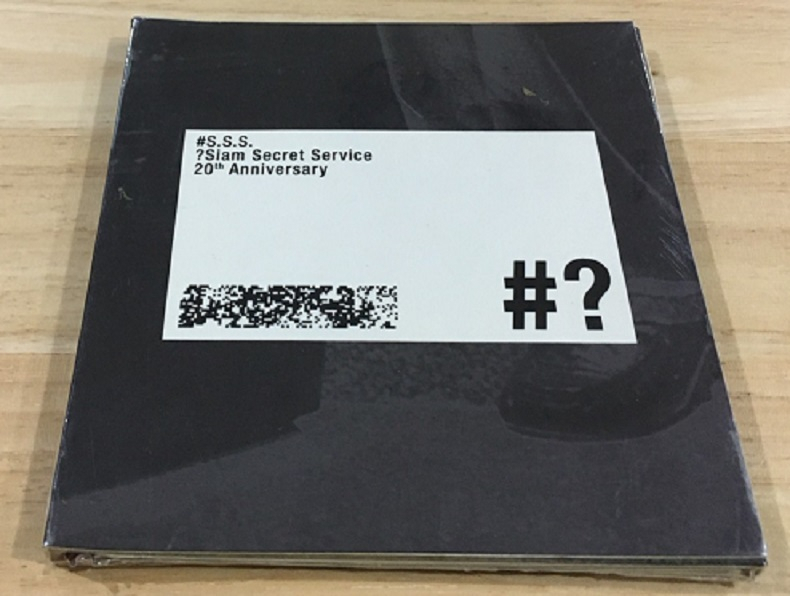 #S.S.S.
?Siam Secret Service
20th Anniversary
#?